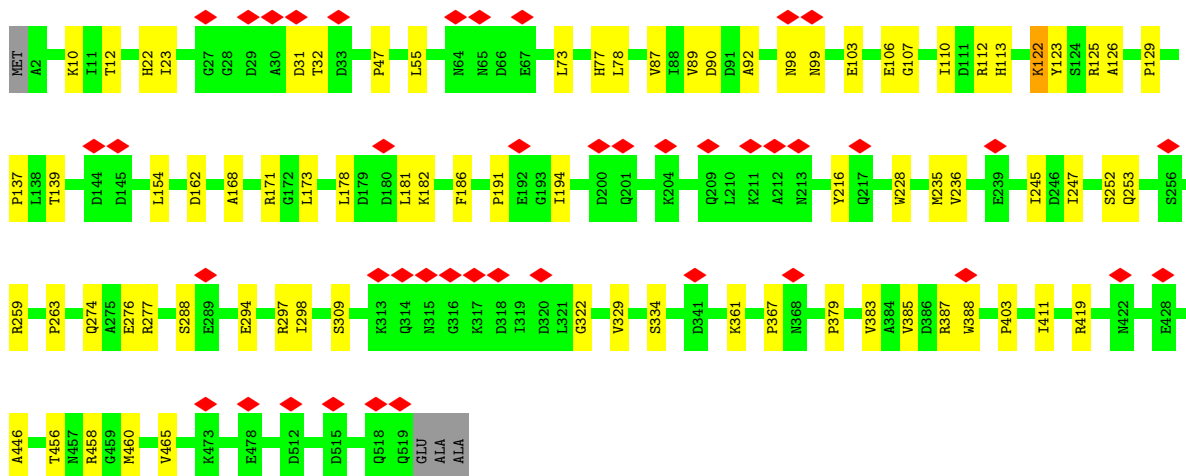 MET A2 K10 I11 T12 H22 I23 G27 G28 D29 A30 D31 T32 D33 P47 L55 N64 N65 D66 E67 L73 H77 L78 V87 I88 V89 D90 D91 A92 N98 N99 E103 E106 G107 I110 D111 R112 H113 K122 Y123 S124 R125 A126 P129
P137 L138 T139 D144 D145 L154 D162 A168 R171 G172 L173 L178 D179 D180 L181 K182 F186 P191 E192 G193 I194 D200 Q201 K204 Q209 L210 K211 A212 N213 Y216 Q217 W228 M235 V236 E239 I245 D246 I247 S252 Q253 S256
R259 P263 Q274 A275 E276 R277 S288 E289 E294 R297 I298 S309 K313 Q314 N315 G316 K317 D318 I319 D320 L321 G322 V329 S334 D341 K361 P367 N368 P379 V383 A384 V385 D386 R387 W388 P403 I411 R419 N422 E428
A446 T456 N457 R458 G459 M460 V465 K473 E478 D512 D515 Q518 Q519 GLU ALA ALA